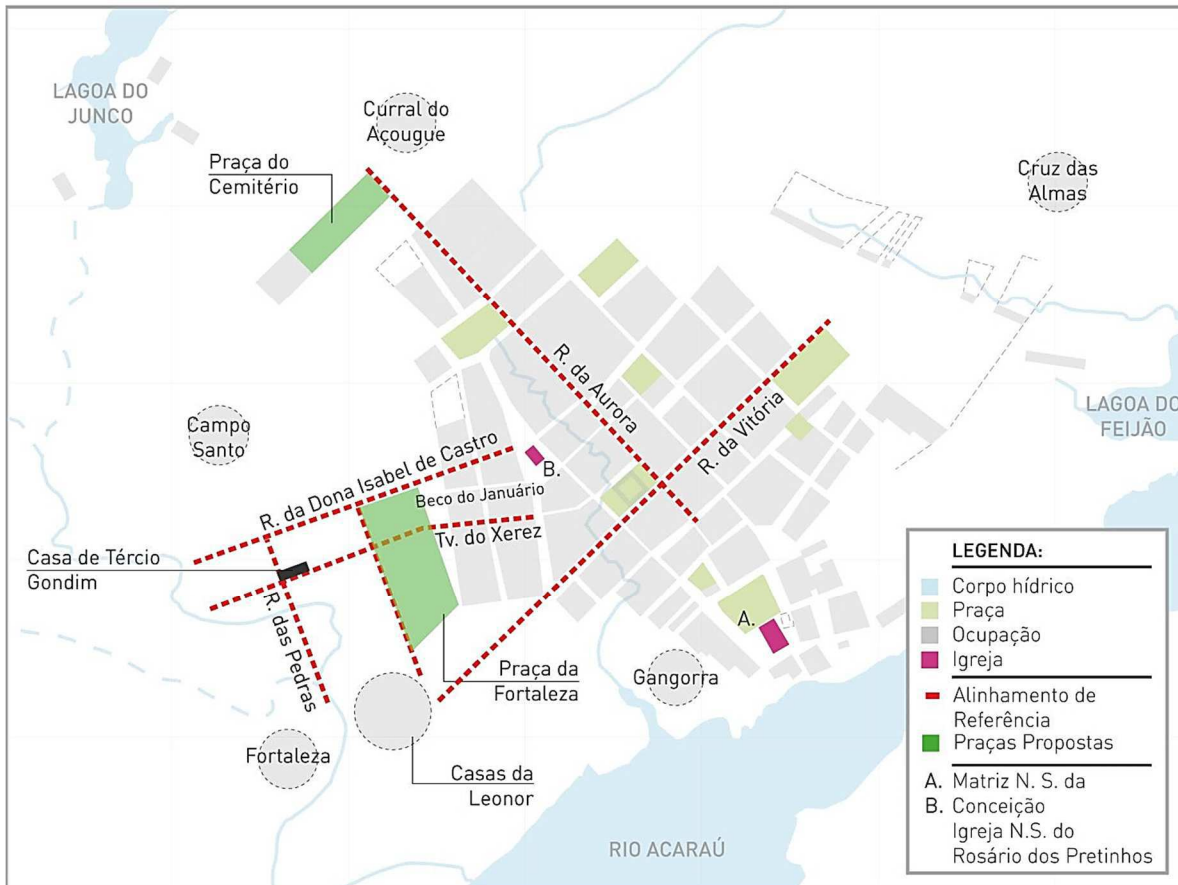 LAGOA DO
JUNCO
Curral do
Açougue
Praça do
Cemitério
Cruz das
Almas
R. da Aurora
R. da Vitória
LAGOA DO
FEIJÃO
Campo
Santo
R. da Dona Isabel de Castro
B.
Beco do Januário
Tv. do Xerez
Casa de Tércio
Gondim
R. das Pedras
A.
Praça da
Fortaleza
Gangorra
Fortaleza
Casas da
Leonor
RIO ACARAÚ
LEGENDA:
Corpo hídrico
Praça
Ocupação
Igreja
Alinhamento de
Referência
Praças Propostas
A. Matriz N. S. da
B. Conceição
Igreja N.S. do
Rosário dos Pretinhos